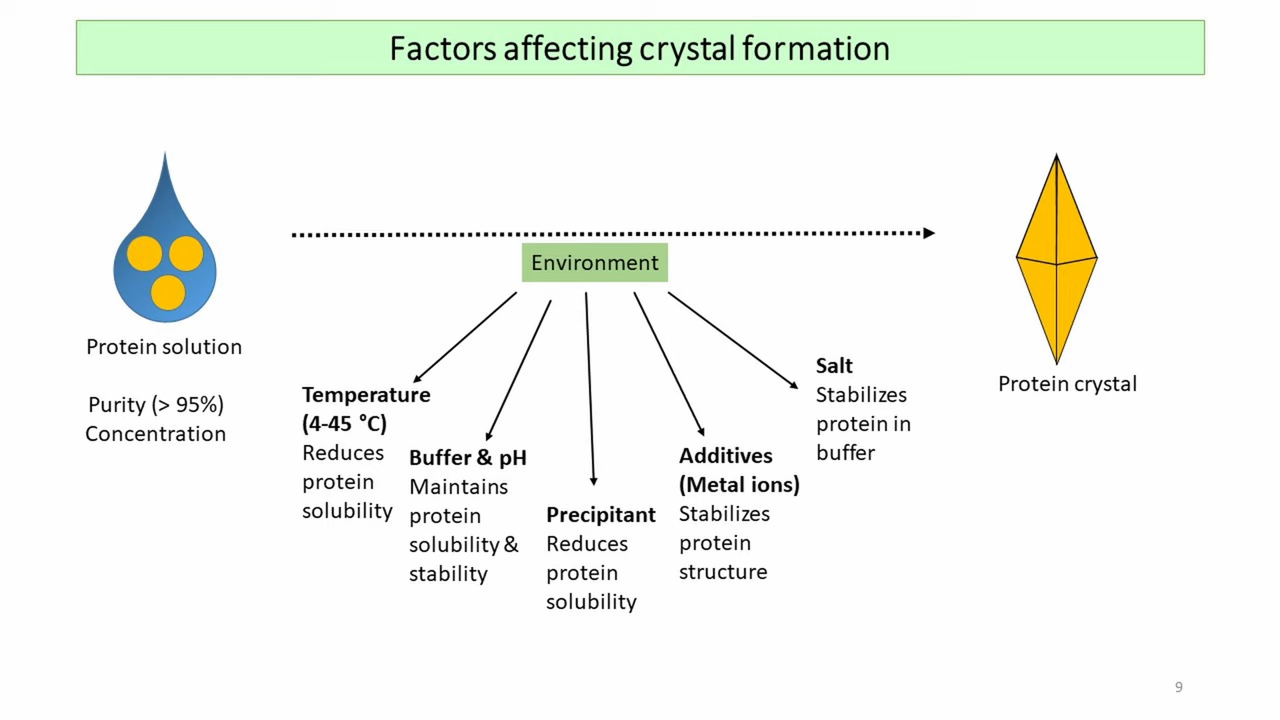 Factors affecting crystal formation
Environment
Protein solution
Purity (> 95%)
Concentration
Temperature
(4-45 °C)
Reduces
protein
solubility
Buffer & pH
Maintains
protein
solubility &
stability
Precipitant
Reduces
protein
solubility
Additives
(Metal ions)
Stabilizes
protein
structure
Salt
Stabilizes
protein in
buffer
Protein crystal
9